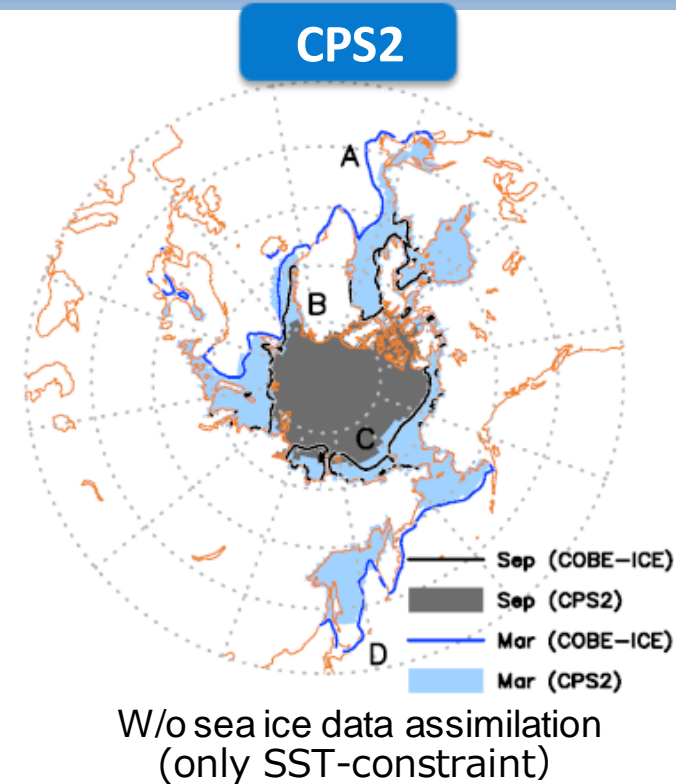 CPS2
A
B
C
Sep (COBE-ICE)
Sep (CPS2)
Mar (COBE-ICE)
D
Mar (CPS2)
W/o sea ice data assimilation
(only SST-constraint)